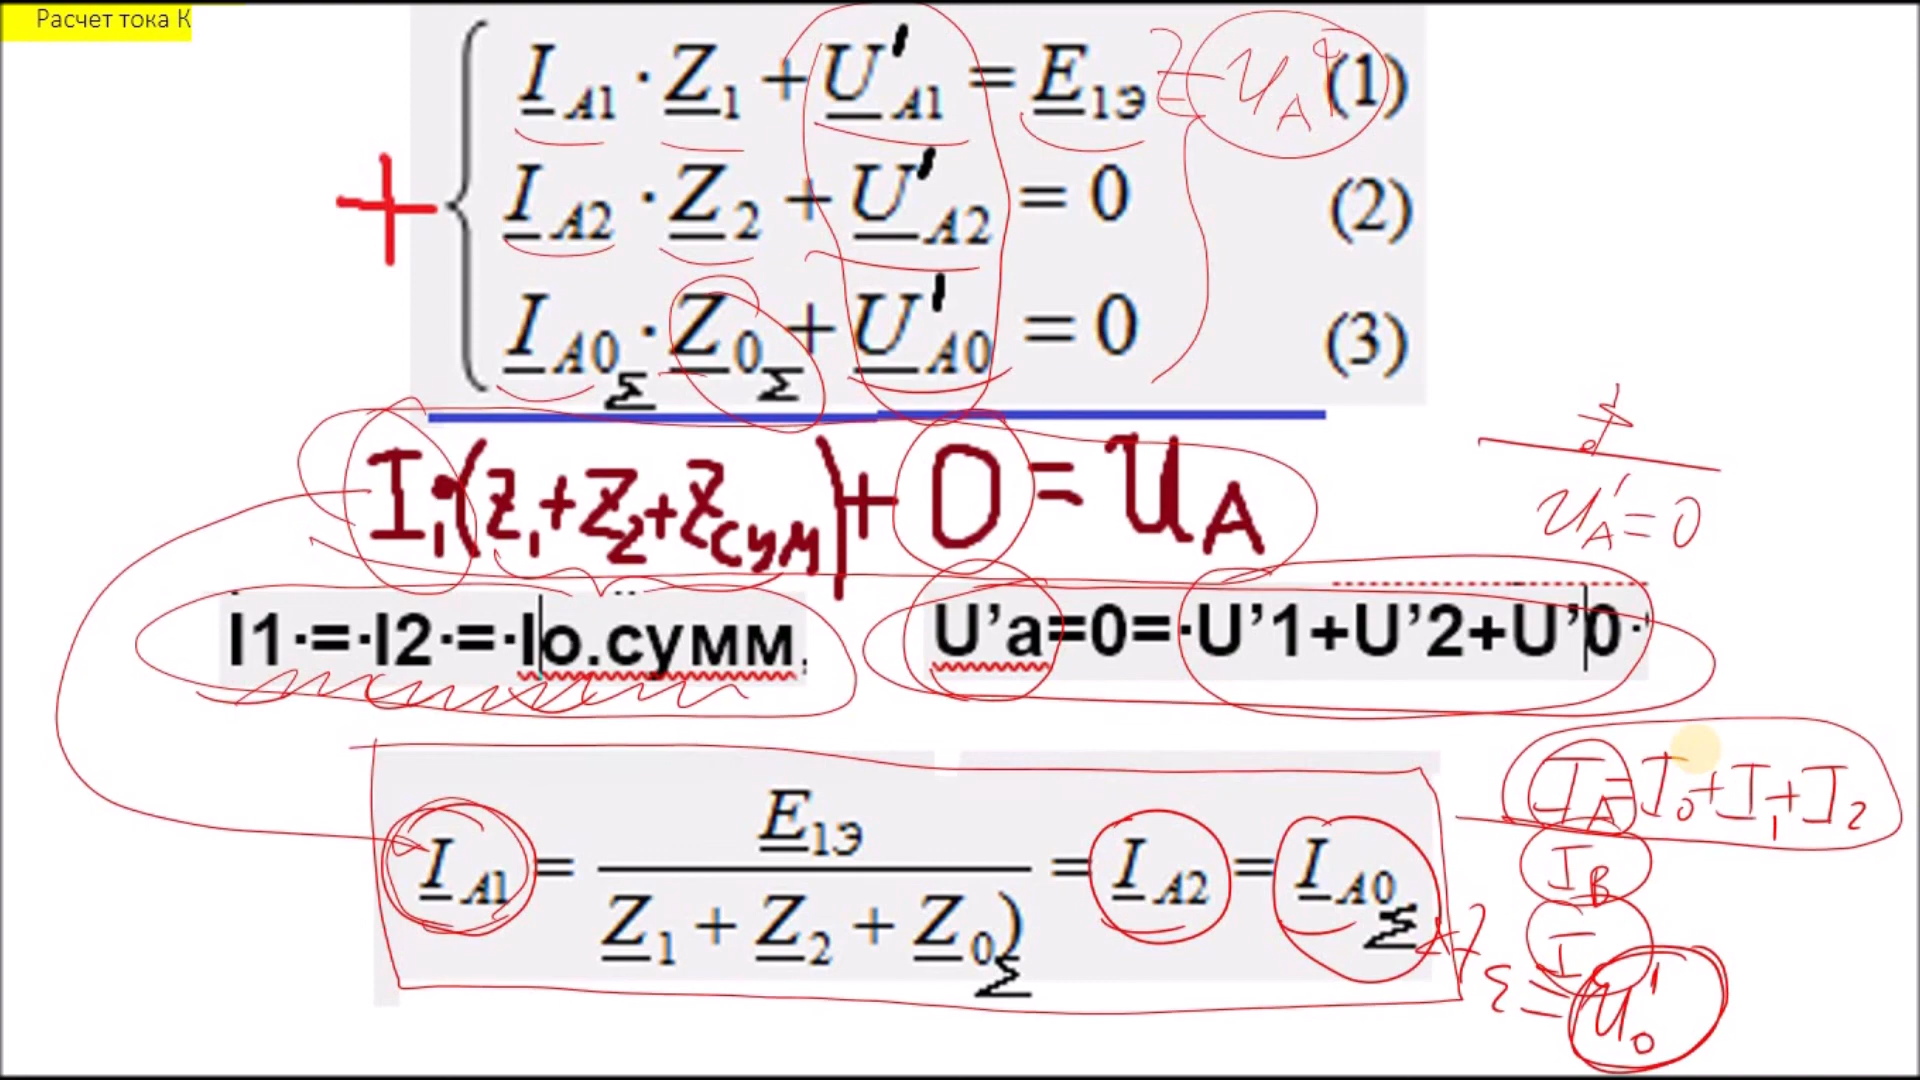 Расчет тока К
I_A1 · Z_1 + U'_A1 = E_1Э = U_A (1)
I_A2 · Z_2 + U'_A2 = 0 (2)
+
I_A0Σ · Z_0Σ + U'_A0 = 0 (3)
I_1·(Z_1+Z_2+Z_сум)+ 0 = U_A
U'_A=0
I1·=·I2·=·Iо.сумм
U’a=0=·U’1+U’2+U’0·
I_A=I_0+I_1+I_2
I_A1 = E_1Э / Z_1 + Z_2 + Z_0Σ) = I_A2 = I_A0Σ
I_B
I
U'_0